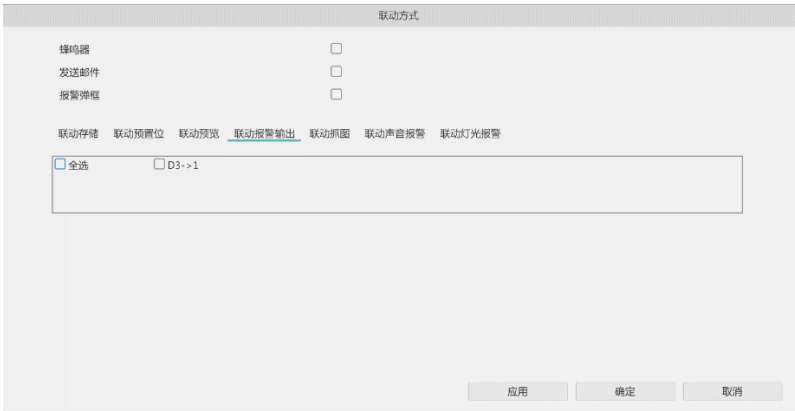 联动方式
蜂鸣器
发送邮件
报警弹框
联动存储 联动预置位 联动预览 联动报警输出 联动抓图 联动声音报警 联动灯光报警
全选 D3->1
应用 确定 取消